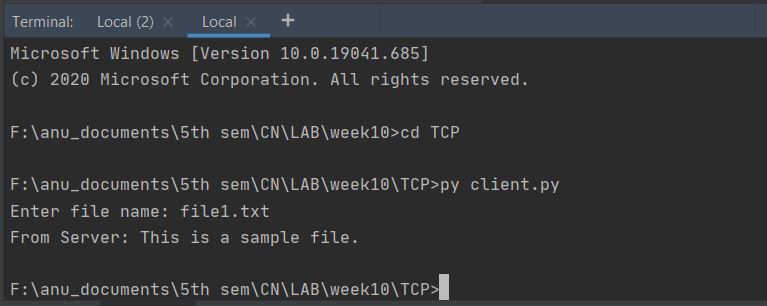 Terminal: Local (2) × Local × +
Microsoft Windows [Version 10.0.19041.685]
(c) 2020 Microsoft Corporation. All rights reserved.
F:\anu_documents\5th sem\CN\LAB\week10>cd TCP
F:\anu_documents\5th sem\CN\LAB\week10\TCP>py client.py
Enter file name: file1.txt
From Server: This is a sample file.
F:\anu_documents\5th sem\CN\LAB\week10\TCP>